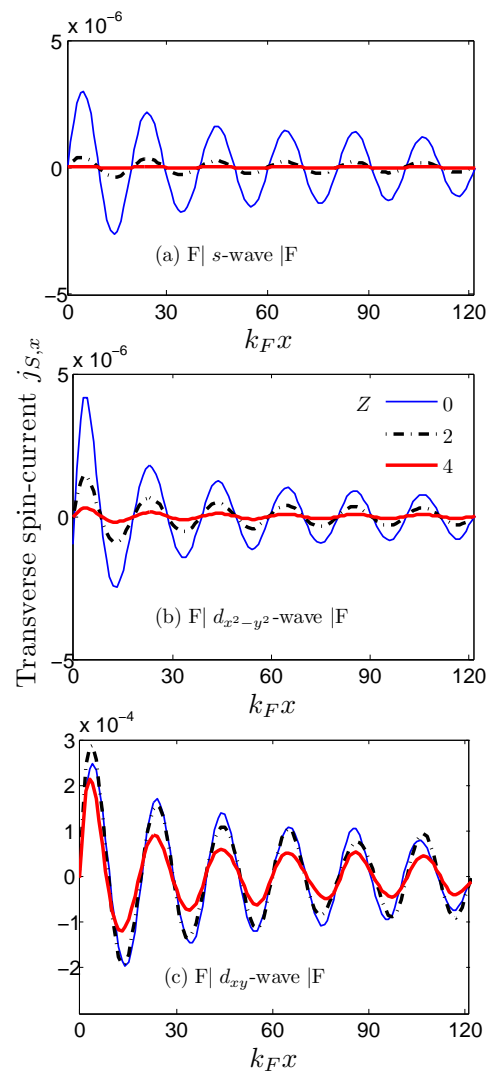 x 10⁻⁶
5
0
−5
(a) F| s-wave |F
0 30 60 90 120
k_F x
Transverse spin-current j_{S,x}
x 10⁻⁶
5
0
−5
Z 0
2
4
(b) F| d_{x²−y²}-wave |F
0 30 60 90 120
k_F x
x 10⁻⁴
3
2
1
0
−1
−2
(c) F| d_{xy}-wave |F
0 30 60 90 120
k_F x